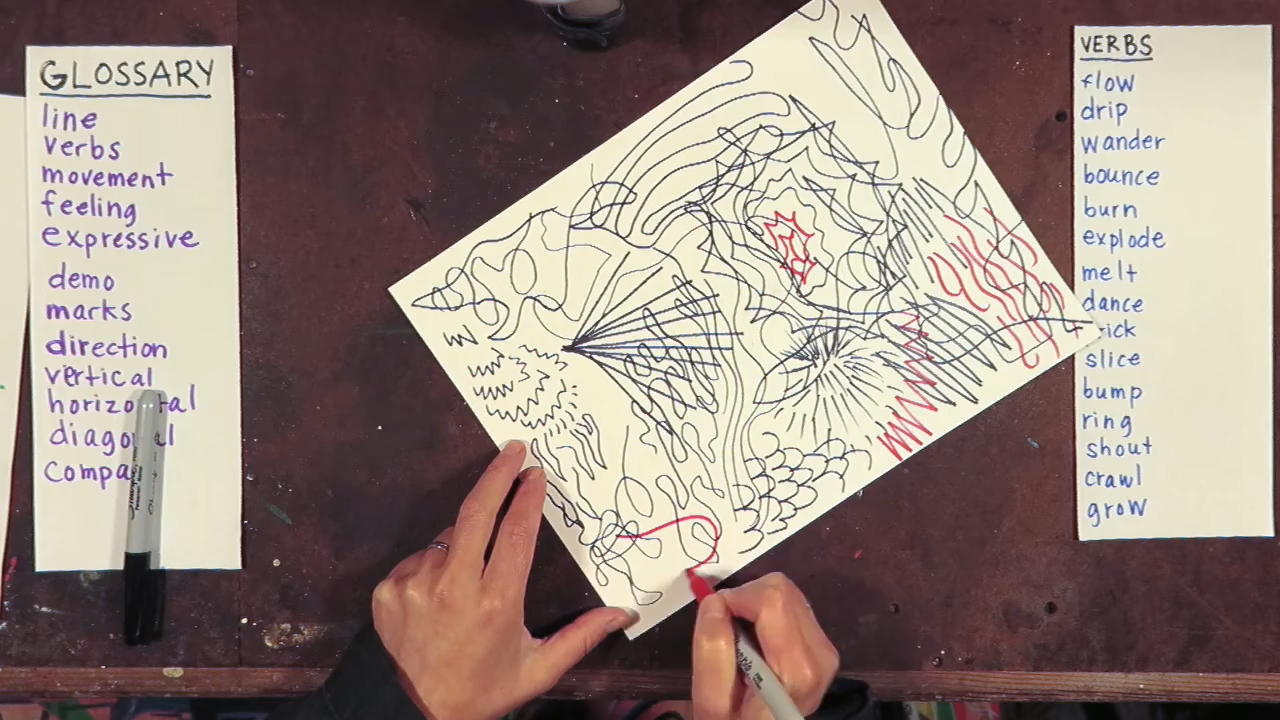 GLOSSARY
line
verbs
movement
feeling
expressive
demo
marks
direction
vertical
VERBS
flow
drip
wander
bounce
burn
explode
melt
dance
slice
bump
ring
shout
crawl
grow